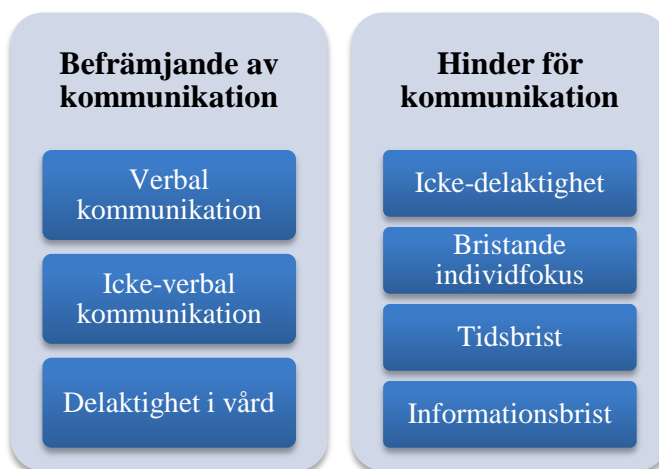 Befrämjande av
kommunikation
Verbal
kommunikation
Icke-verbal
kommunikation
Delaktighet i vård
Hinder för
kommunikation
Icke-delaktighet
Bristande
individfokus
Tidsbrist
Informationsbrist